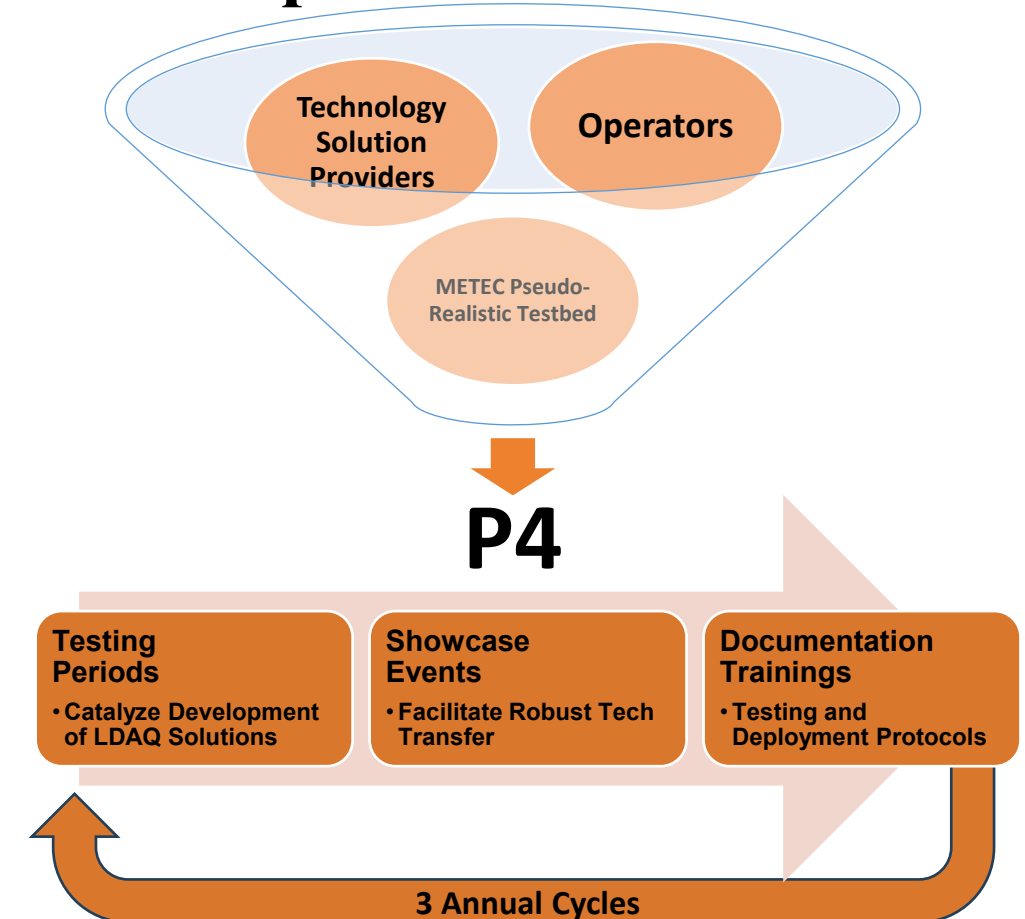 Technology
Solution
Providers
Operators
METEC Pseudo-
Realistic Testbed
P4
Testing
Periods
• Catalyze Development
of LDAQ Solutions
Showcase
Events
• Facilitate Robust Tech
Transfer
Documentation
Trainings
• Testing and
Deployment Protocols
3 Annual Cycles